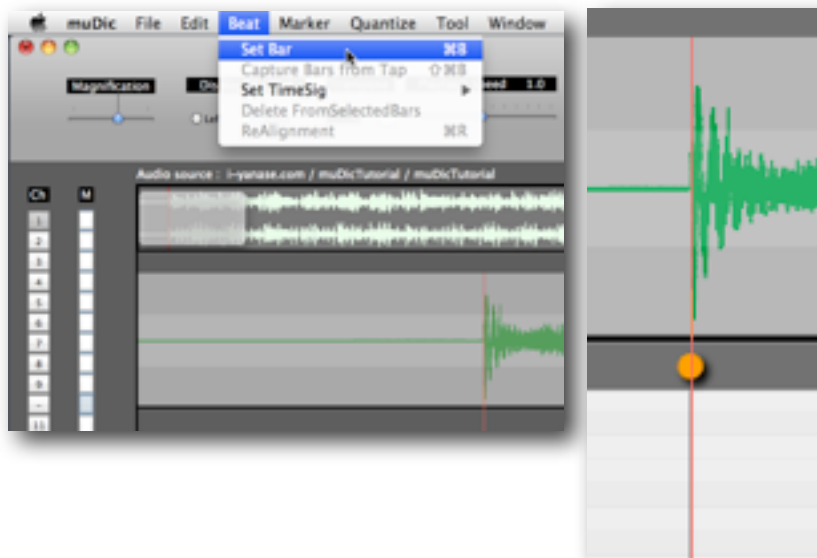 muDic File Edit Beat Marker Quantize Tool Window
Set Bar ⌘B
Capture Bars from Tap ⇧⌘B
Set TimeSig ▶
Delete FromSelectedBars
ReAlignment ⌘R
Magnification
1.0
Audio source : i-yanase.com / muDicTutorial / muDicTutorial
Ch M
1
2
3
4
5
6
7
8
9
-
11